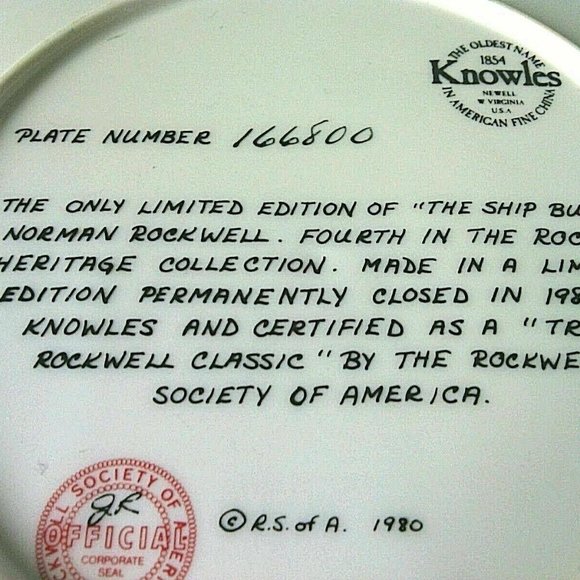 THE OLDEST NAME
1854
Knowles
NEWELL
W VIRGINIA
U.S.A
IN AMERICAN FINE CHINA
PLATE NUMBER 166800
THE ONLY LIMITED EDITION OF "THE SHIP BU
NORMAN ROCKWELL. FOURTH IN THE ROC
HERITAGE COLLECTION. MADE IN A LIM
EDITION PERMANENTLY CLOSED IN 198
KNOWLES AND CERTIFIED AS A "TR
ROCKWELL CLASSIC" BY THE ROCKWE
SOCIETY OF AMERICA.
CKWELL SOCIETY OF AMER
J.R
OFFICIAL
CORPORATE
SEAL
© R.S. of A. 1980